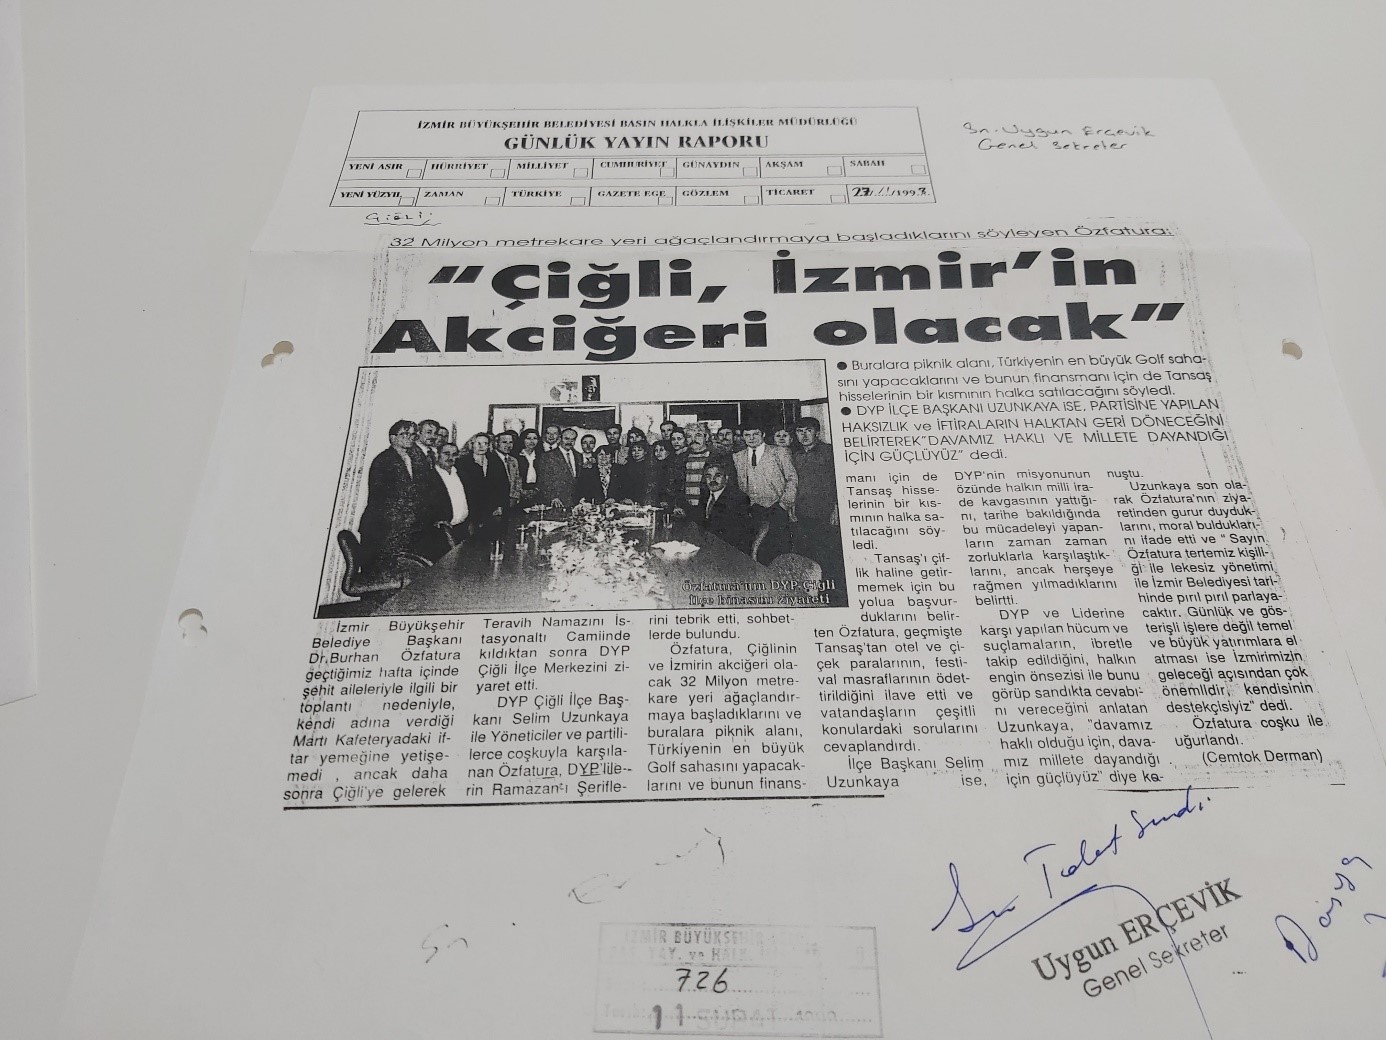 İZMİR BÜYÜKŞEHİR BELEDİYESİ BASIN HALKLA İLİŞKİLER MÜDÜRLÜĞÜ
GÜNLÜK YAYIN RAPORU
YENİ ASIR HÜRRİYET MİLLİYET CUMHURİYET GÜNAYDIN AKŞAM SABAH
YENİ YÜZYIL ZAMAN TÜRKİYE GAZETE EGE GÖZLEM TİCARET
Sn. Uygun Erçevik
Genel Sekreter
32 Milyon metrekare yeri ağaçlandırmaya başladıklarını söyleyen Özfatura:
"Çiğli, İzmir'in
Akciğeri olacak"
● Buralara piknik alanı, Türkiyenin en büyük Golf saha-
sını yapacaklarını ve bunun finansmanı için de Tansaş
hisselerinin bir kısmının halka satılacağını söyledi.
● DYP İLÇE BAŞKANI UZUNKAYA İSE, PARTİSİNE YAPILAN
HAKSIZLIK ve İFTİRALARIN HALKTAN GERİ DÖNECEĞİNİ
BELİRTEREK"DAVAMIZ HAKLI VE MİLLETE DAYANDIĞI
İÇİN GÜÇLÜYÜZ" dedi.
Özfatura'nın DYP Çiğli
İlçe binasını ziyareti
İzmir Büyükşehir
Belediye Başkanı
Dr.Burhan Özfatura
geçtiğimiz hafta içinde
şehit aileleriyle ilgili bir
toplantı nedeniyle,
kendi adına verdiği
Martı Kafeteryadaki if-
tar yemeğine yetişe-
medi , ancak daha
sonra Çiğli'ye gelerek
Teravih Namazını İs-
tasyonaltı Camiinde
kıldıktan sonra DYP
Çiğli İlçe Merkezini zi-
yaret etti.
DYP Çiğli İlçe Baş-
kanı Selim Uzunkaya
ile Yöneticiler ve partili-
lerce coşkuyla karşıla-
nan Özfatura, DYP'lile-
rin Ramazan'ı Şerifle-
rini tebrik etti, sohbet-
lerde bulundu.
Özfatura, Çiğlinin
ve İzmirin akciğeri ola-
cak 32 Milyon metre-
kare yeri ağaçlandır-
maya başladıklarını ve
buralara piknik alanı,
Türkiyenin en büyük
Golf sahasını yapacak-
larını ve bunun finans-
manı için de
Tansaş hisse-
lerinin bir kıs-
mının halka sa-
tılacağını söy-
ledi.
Tansaş'ı çif-
lik haline getir-
memek için bu
yolua başvur-
duklarını belir-
ten Özfatura, geçmişte
Tansaş'tan otel ve çi-
çek paralarının, festi-
val masraflarının ödet-
tirildiğini ilave etti ve
vatandaşların çeşitli
konulardaki sorularını
cevaplandırdı.
İlçe Başkanı Selim
Uzunkaya ise,
DYP'nin misyonunun
özünde halkın milli ira-
de kavgasının yattığı-
nı, tarihe bakıldığında
bu mücadeleyi yapan-
ların zaman zaman
zorluklarla karşılaştık-
larını, ancak herşeye
rağmen yılmadıklarını
belirtti.
DYP ve Liderine
karşı yapılan hücum ve
suçlamaların, ibretle
takip edildiğini, halkın
engin önsezisi ile bunu
görüp sandıkta cevabı-
nı vereceğini anlatan
Uzunkaya, "davamız
haklı olduğu için, dava-
mız millete dayandığı
için güçlüyüz" diye ko-
nuştu.
Uzunkaya son ola-
rak Özfatura'nın ziya-
retinden gurur duyduk-
larını, moral buldukları-
nı ifade etti ve " Sayın
Özfatura tertemiz kişili-
ği ile lekesiz yönetimi
ile İzmir Belediyesi tari-
hinde pırıl pırıl parlaya-
caktır. Günlük ve gös-
terişli işlere değil temel
ve büyük yatırımlara el
atması ise İzmirimizin
geleceği açısından çok
önemlidir, kendisinin
destekçisiyiz" dedi.
Özfatura coşku ile
uğurlandı.
(Cemtok Derman)
Uygun ERÇEVİK
Genel Sekreter
Dosya
İZMİR BÜYÜKŞEHİR
726
11 ŞUBAT